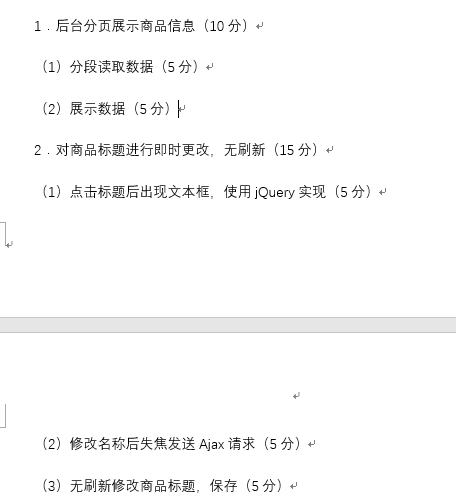 1．后台分页展示商品信息（10 分）
（1）分段读取数据（5 分）
（2）展示数据（5 分）
2．对商品标题进行即时更改，无刷新（15 分）
（1）点击标题后出现文本框，使用 jQuery 实现（5 分）
（2）修改名称后失焦发送 Ajax 请求（5 分）
（3）无刷新修改商品标题，保存（5 分）